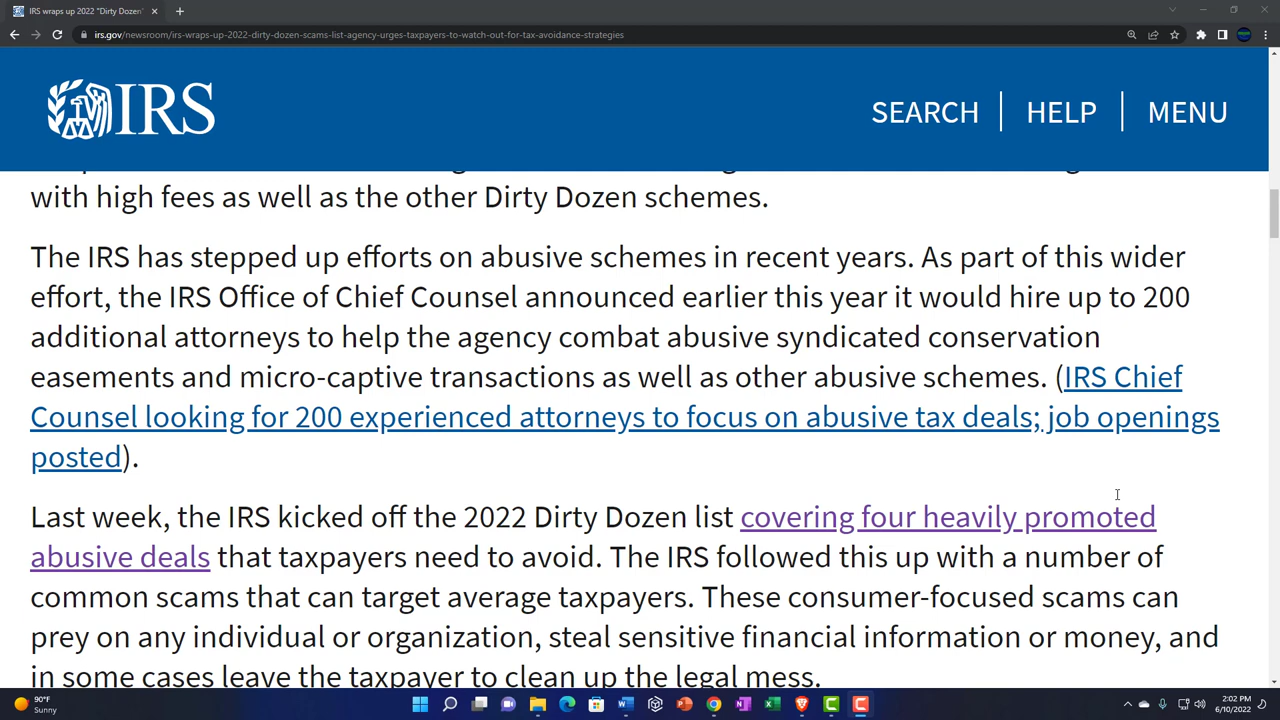 IRS wraps up 2022 "Dirty Dozen"
irs.gov/newsroom/irs-wraps-up-2022-dirty-dozen-scams-list-agency-urges-taxpayers-to-watch-out-for-tax-avoidance-strategies
IRS
SEARCH
HELP
MENU
with high fees as well as the other Dirty Dozen schemes.
The IRS has stepped up efforts on abusive schemes in recent years. As part of this wider
effort, the IRS Office of Chief Counsel announced earlier this year it would hire up to 200
additional attorneys to help the agency combat abusive syndicated conservation
easements and micro-captive transactions as well as other abusive schemes. (IRS Chief
Counsel looking for 200 experienced attorneys to focus on abusive tax deals; job openings
posted).
Last week, the IRS kicked off the 2022 Dirty Dozen list covering four heavily promoted
abusive deals that taxpayers need to avoid. The IRS followed this up with a number of
common scams that can target average taxpayers. These consumer-focused scams can
prey on any individual or organization, steal sensitive financial information or money, and
in some cases leave the taxpayer to clean up the legal mess.
90°F
Sunny
2:02 PM
6/10/2022